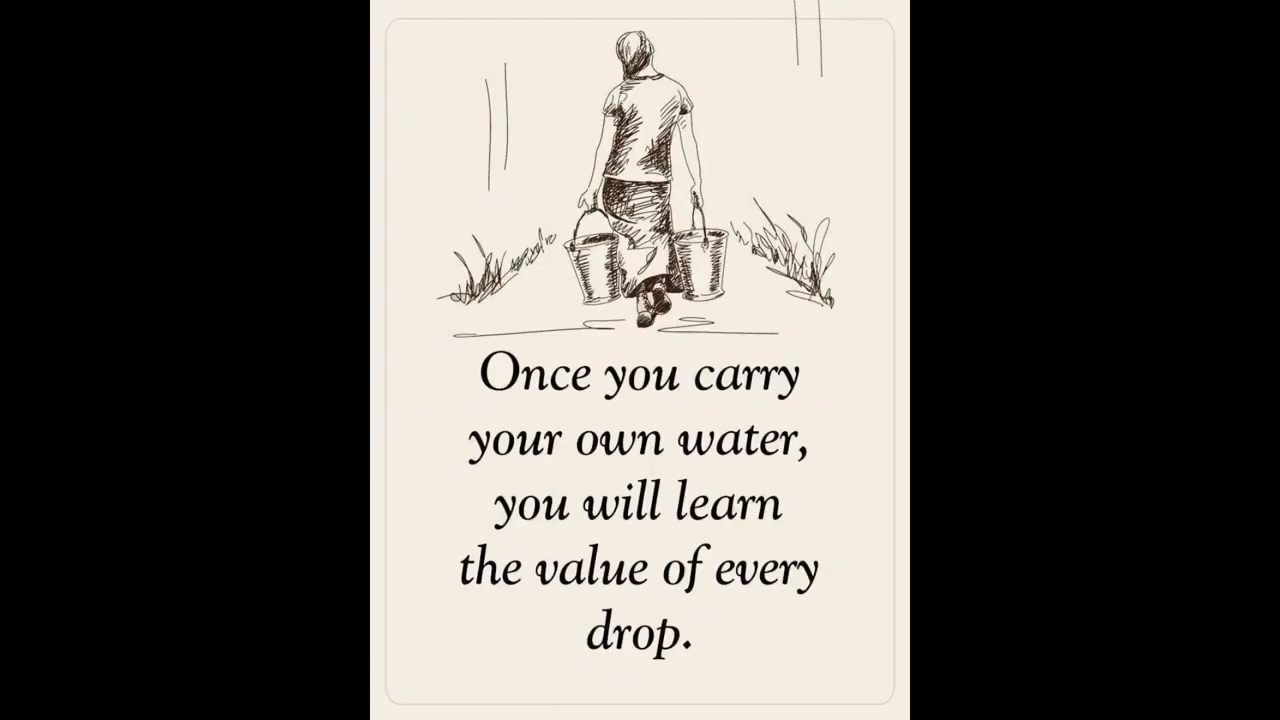 Once you carry
your own water,
you will learn
the value of every
drop.